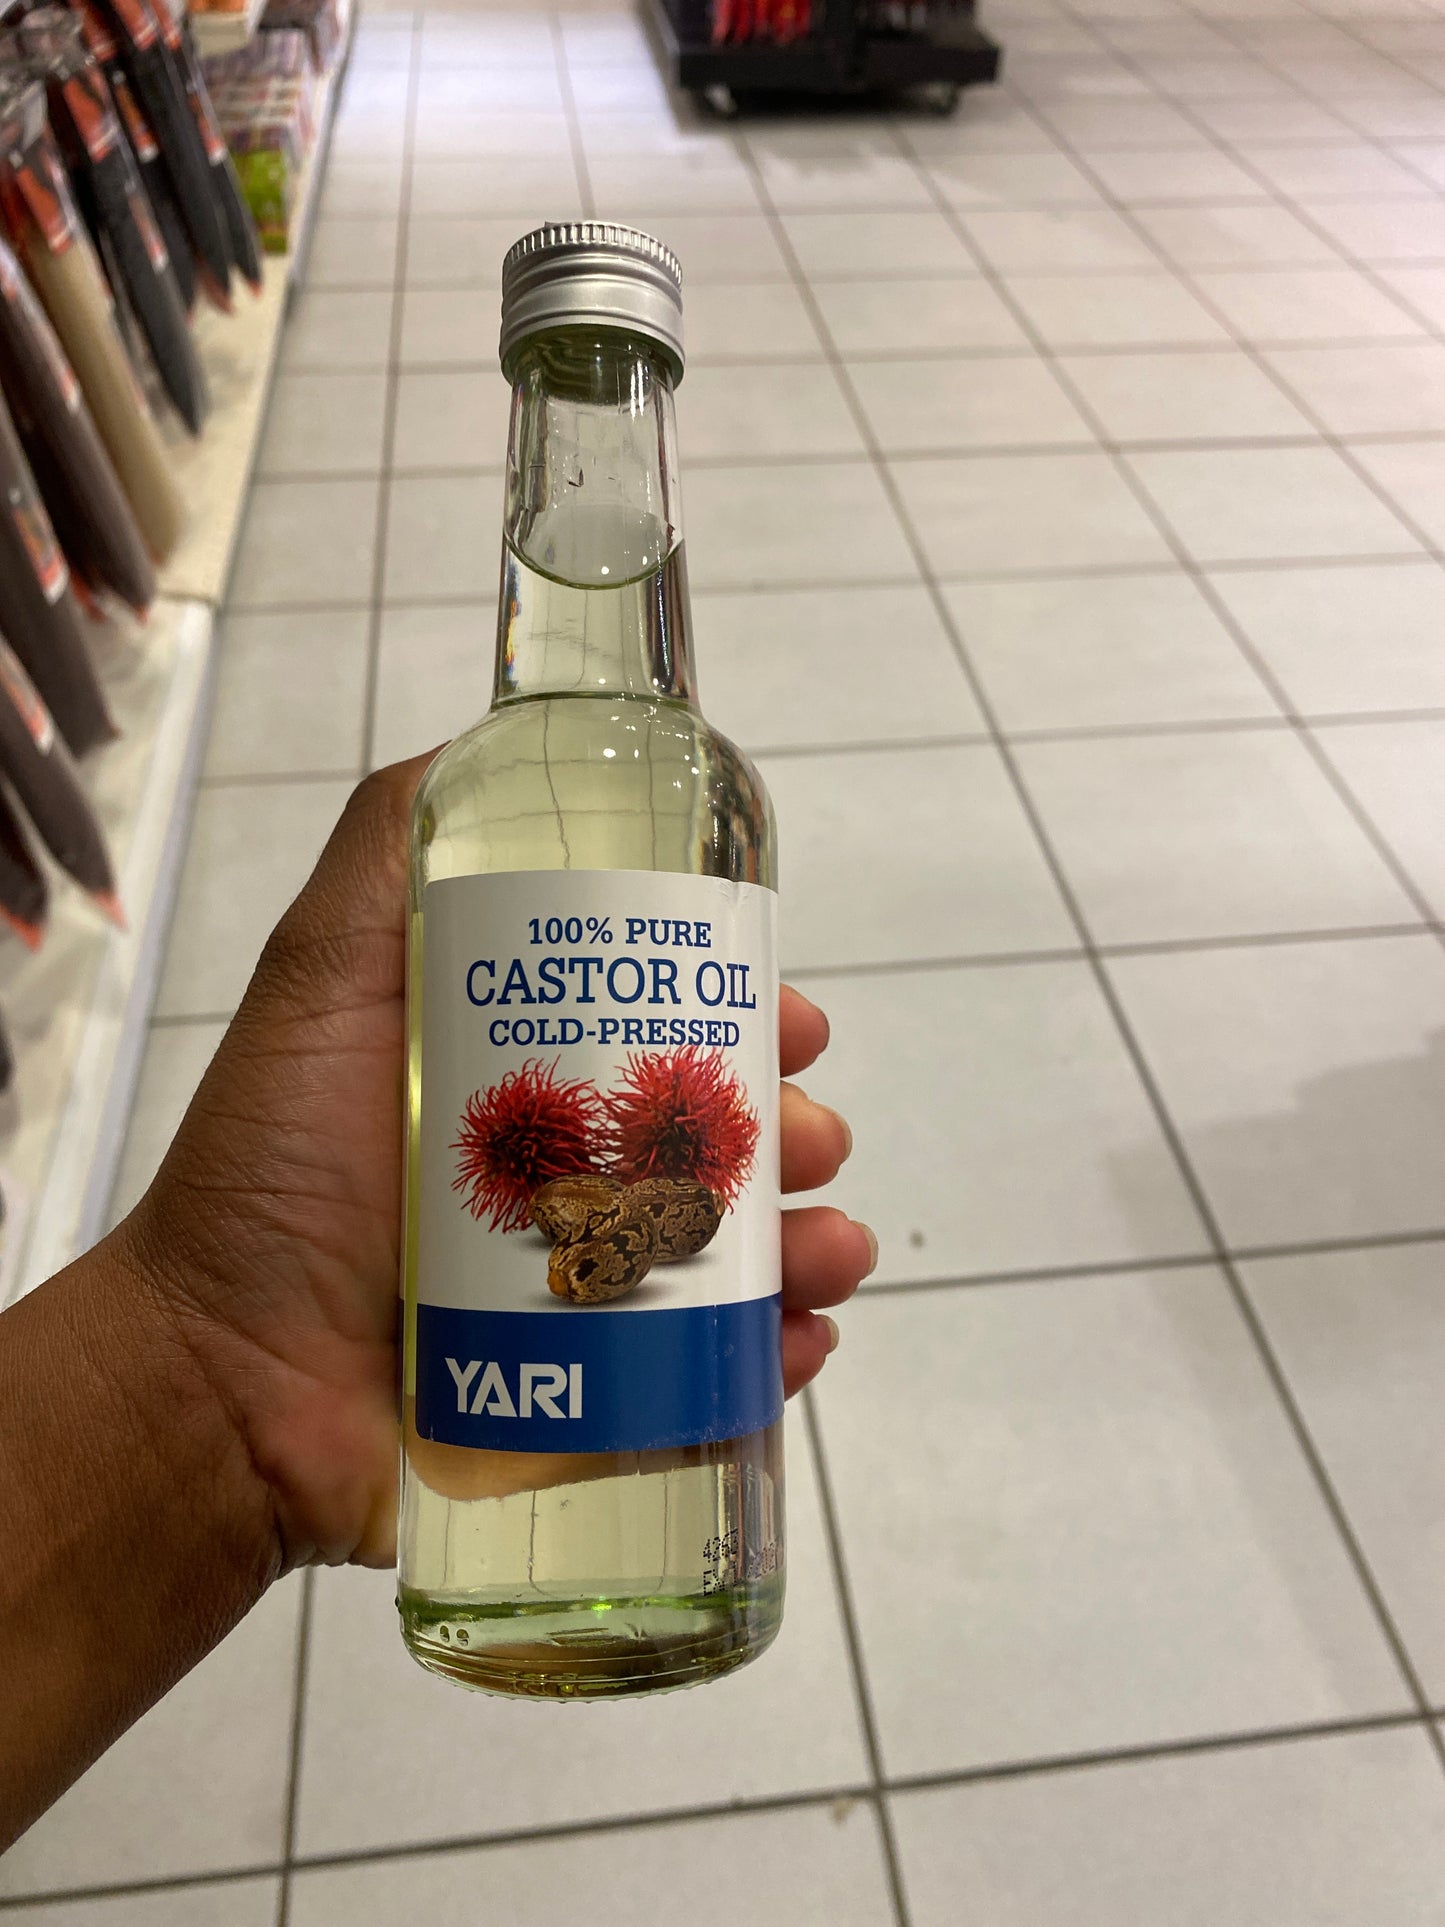 100% PURE
CASTOR OIL
COLD-PRESSED
YARI